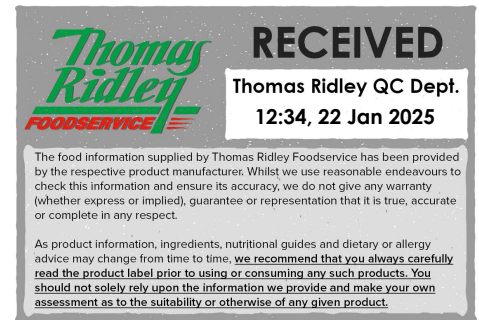 Thomas
Ridley
FOODSERVICE
RECEIVED
Thomas Ridley QC Dept.
12:34, 22 Jan 2025
The food information supplied by Thomas Ridley Foodservice has been provided
by the respective product manufacturer. Whilst we use reasonable endeavours to
check this information and ensure its accuracy, we do not give any warranty
(whether express or implied), guarantee or representation that it is true, accurate
or complete in any respect.
As product information, ingredients, nutritional guides and dietary or allergy
advice may change from time to time, we recommend that you always carefully
read the product label prior to using or consuming any such products. You
should not solely rely upon the information we provide and make your own
assessment as to the suitability or otherwise of any given product.